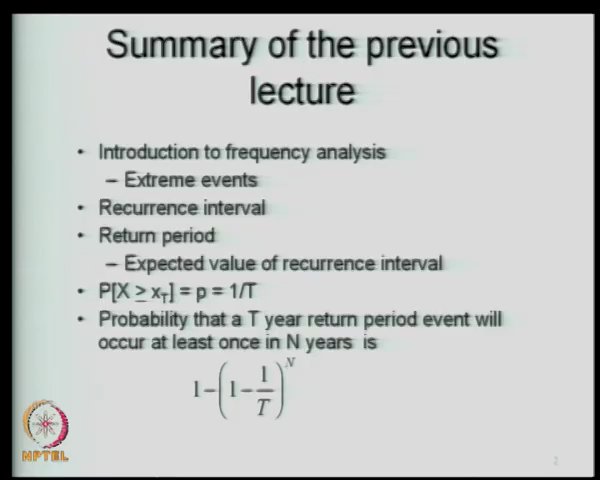 Summary of the previous
lecture
• Introduction to frequency analysis
– Extreme events
• Recurrence interval
• Return period
– Expected value of recurrence interval
• P[X ≥ x_T] = p = 1/T
• Probability that a T year return period event will
occur at least once in N years is
1-(1-1/T)^N
NPTEL
2